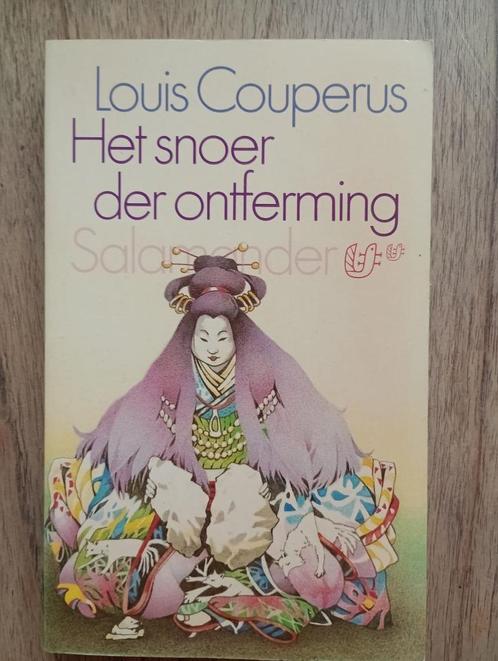 Louis Couperus
Het snoer
der ontferming
Salamander